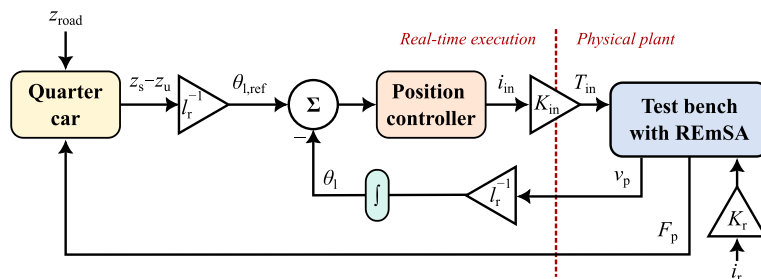 z_road
Real-time execution
Physical plant
Quarter
car
z_s–z_u
l_r^−1
θ_l,ref
Σ
−
Position
controller
i_in
K_in
T_in
Test bench
with REmSA
θ_l
∫
l_r^−1
v_p
F_p
K_r
i_r